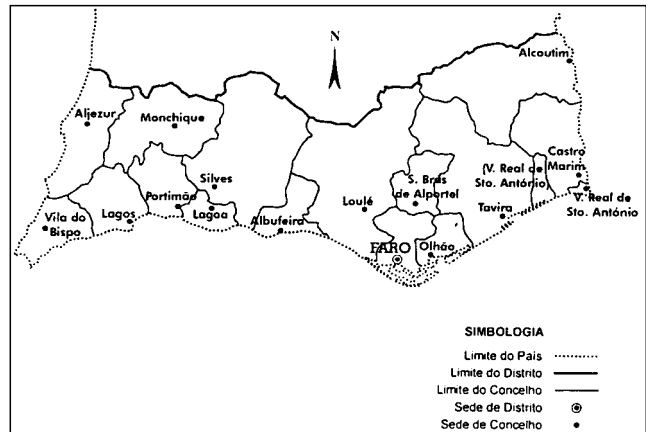 Alcoutim
Aljezur
Monchique
Castro
Marim
(V. Real de
Sto. António)
Silves
S. Brás
de Alportel
V. Real de
Sto. António
Portimão
Loulé
Lagoa
Vila do
Bispo
Lagos
Albufeira
Tavira
FARO
Olhão
SIMBOLOGIA
Limite do País
Limite do Distrito
Limite do Concelho
Sede de Distrito
Sede de Concelho